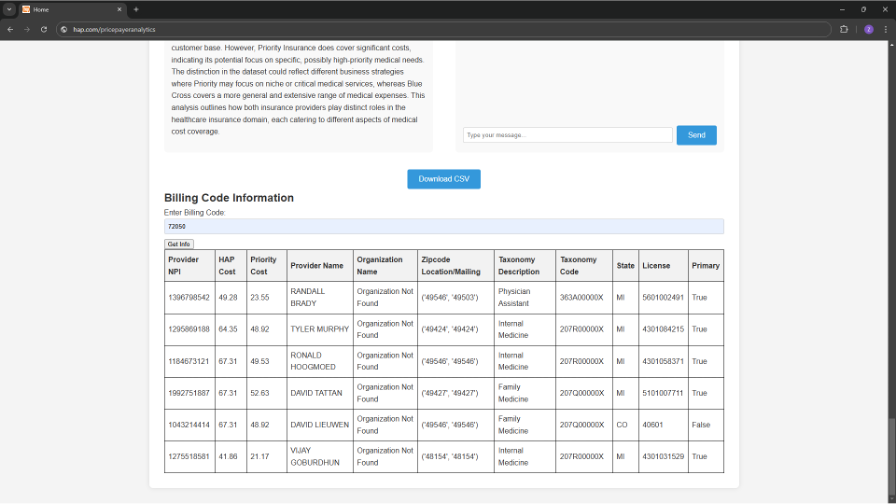 Home
hap.com/pricepayeranalytics
Z
customer base. However, Priority Insurance does cover significant costs,
indicating its potential focus on specific, possibly high-priority medical needs.
The distinction in the dataset could reflect different business strategies
where Priority may focus on niche or critical medical services, whereas Blue
Cross covers a more general and extensive range of medical expenses. This
analysis outlines how both insurance providers play distinct roles in the
healthcare insurance domain, each catering to different aspects of medical
cost coverage.
Type your message...
Send
Download CSV
Billing Code Information
Enter Billing Code:
72050
Get Info
Provider NPI HAP Cost Priority Cost Provider Name Organization Name Zipcode Location/Mailing Taxonomy Description Taxonomy Code State License Primary
1396798542 49.28 23.55 RANDALL BRADY Organization Not Found ('49546', '49503') Physician Assistant 363A00000X MI 5601002491 True
1295869188 64.35 48.92 TYLER MURPHY Organization Not Found ('49424', '49424') Internal Medicine 207R00000X MI 4301084215 True
1184673121 67.31 49.53 RONALD HOOGMOED Organization Not Found ('49546', '49546') Internal Medicine 207R00000X MI 4301058371 True
1992751887 67.31 52.63 DAVID TATTAN Organization Not Found ('49427', '49427') Family Medicine 207Q00000X MI 5101007711 True
1043214414 67.31 48.92 DAVID LIEUWEN Organization Not Found ('49546', '49546') Family Medicine 207Q00000X CO 40601 False
1275518581 41.86 21.17 VIJAY GOBURDHUN Organization Not Found ('48154', '48154') Internal Medicine 207R00000X MI 4301031529 True